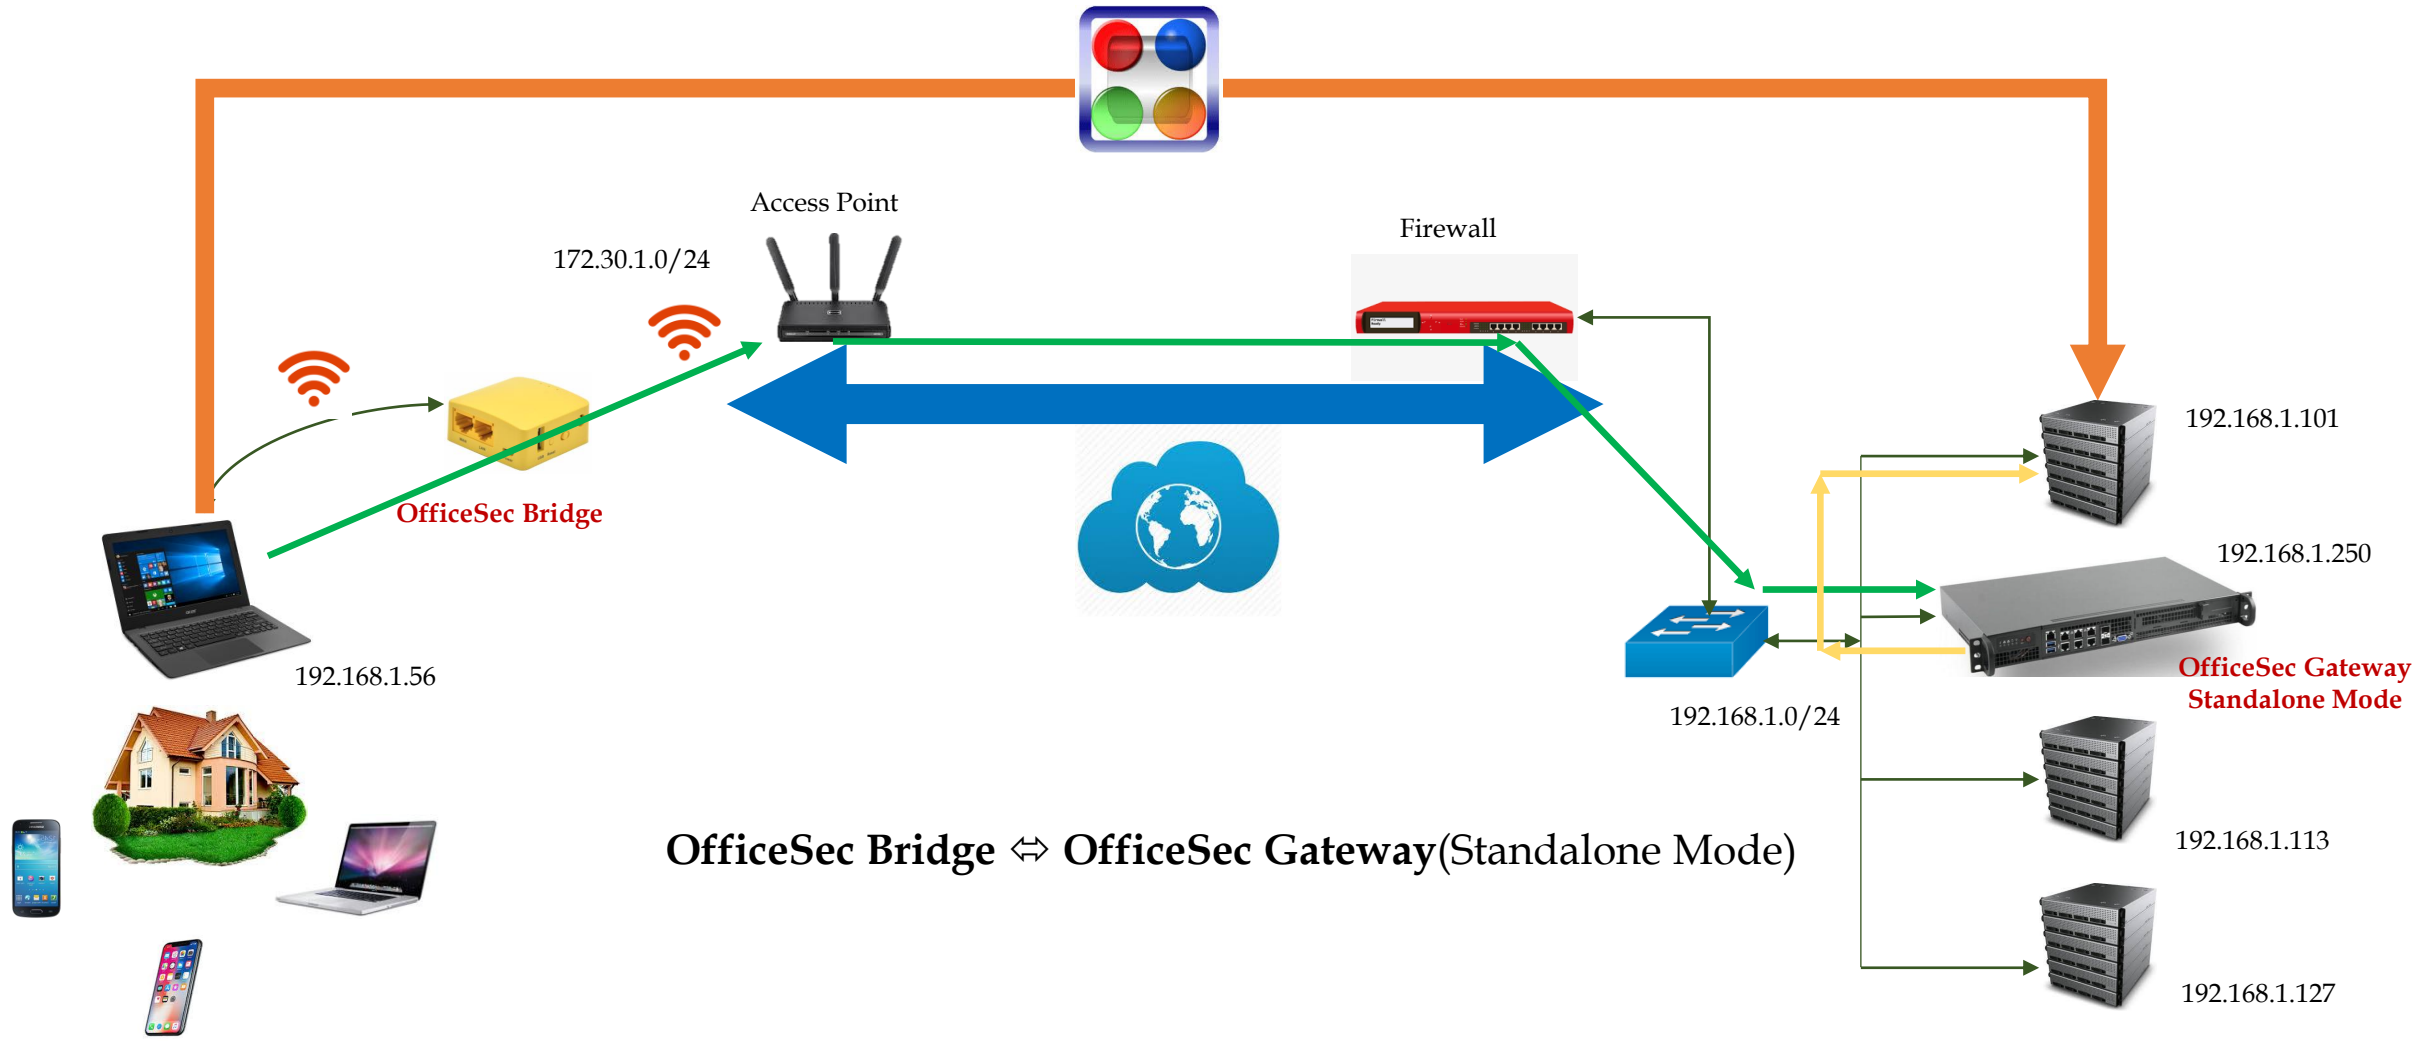 Access Point
Firewall
172.30.1.0/24
192.168.1.101
OfficeSec Bridge
192.168.1.250
192.168.1.56
OfficeSec Gateway
Standalone Mode
192.168.1.0/24
OfficeSec Bridge ⇔ OfficeSec Gateway(Standalone Mode)
192.168.1.113
192.168.1.127